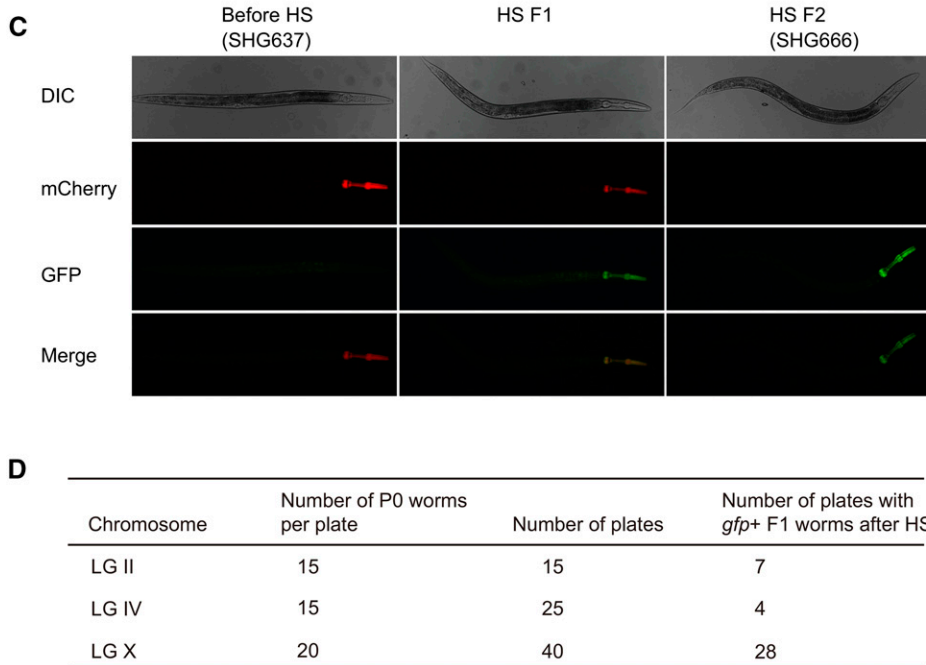 C
Before HS
(SHG637)
HS F1
HS F2
(SHG666)
DIC
mCherry
GFP
Merge
D
Chromosome
Number of P0 worms
per plate
Number of plates
Number of plates with
gfp+ F1 worms after HS
LG II 15 15 7
LG IV 15 25 4
LG X 20 40 28